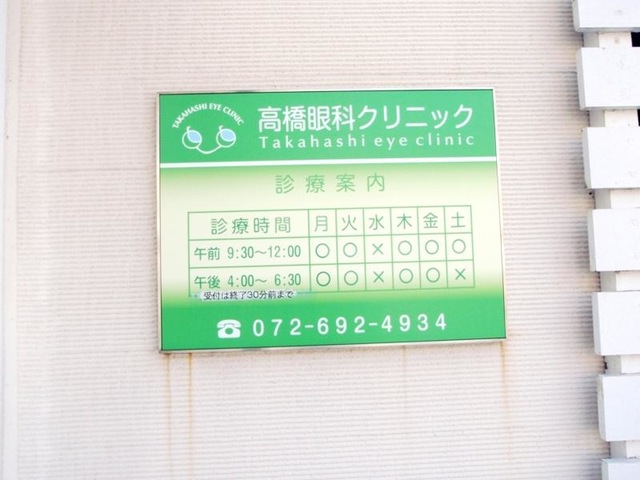 TAKAHASHI EYE CLINIC
高橋眼科クリニック
Takahashi eye clinic
診療案内
診療時間 月 火 水 木 金 土
午前 9:30〜12:00 ○ ○ × ○ ○ ○
午後 4:00〜 6:30 ○ ○ × ○ ○ ×
受付は終了30分前まで
☎ 072-692-4934